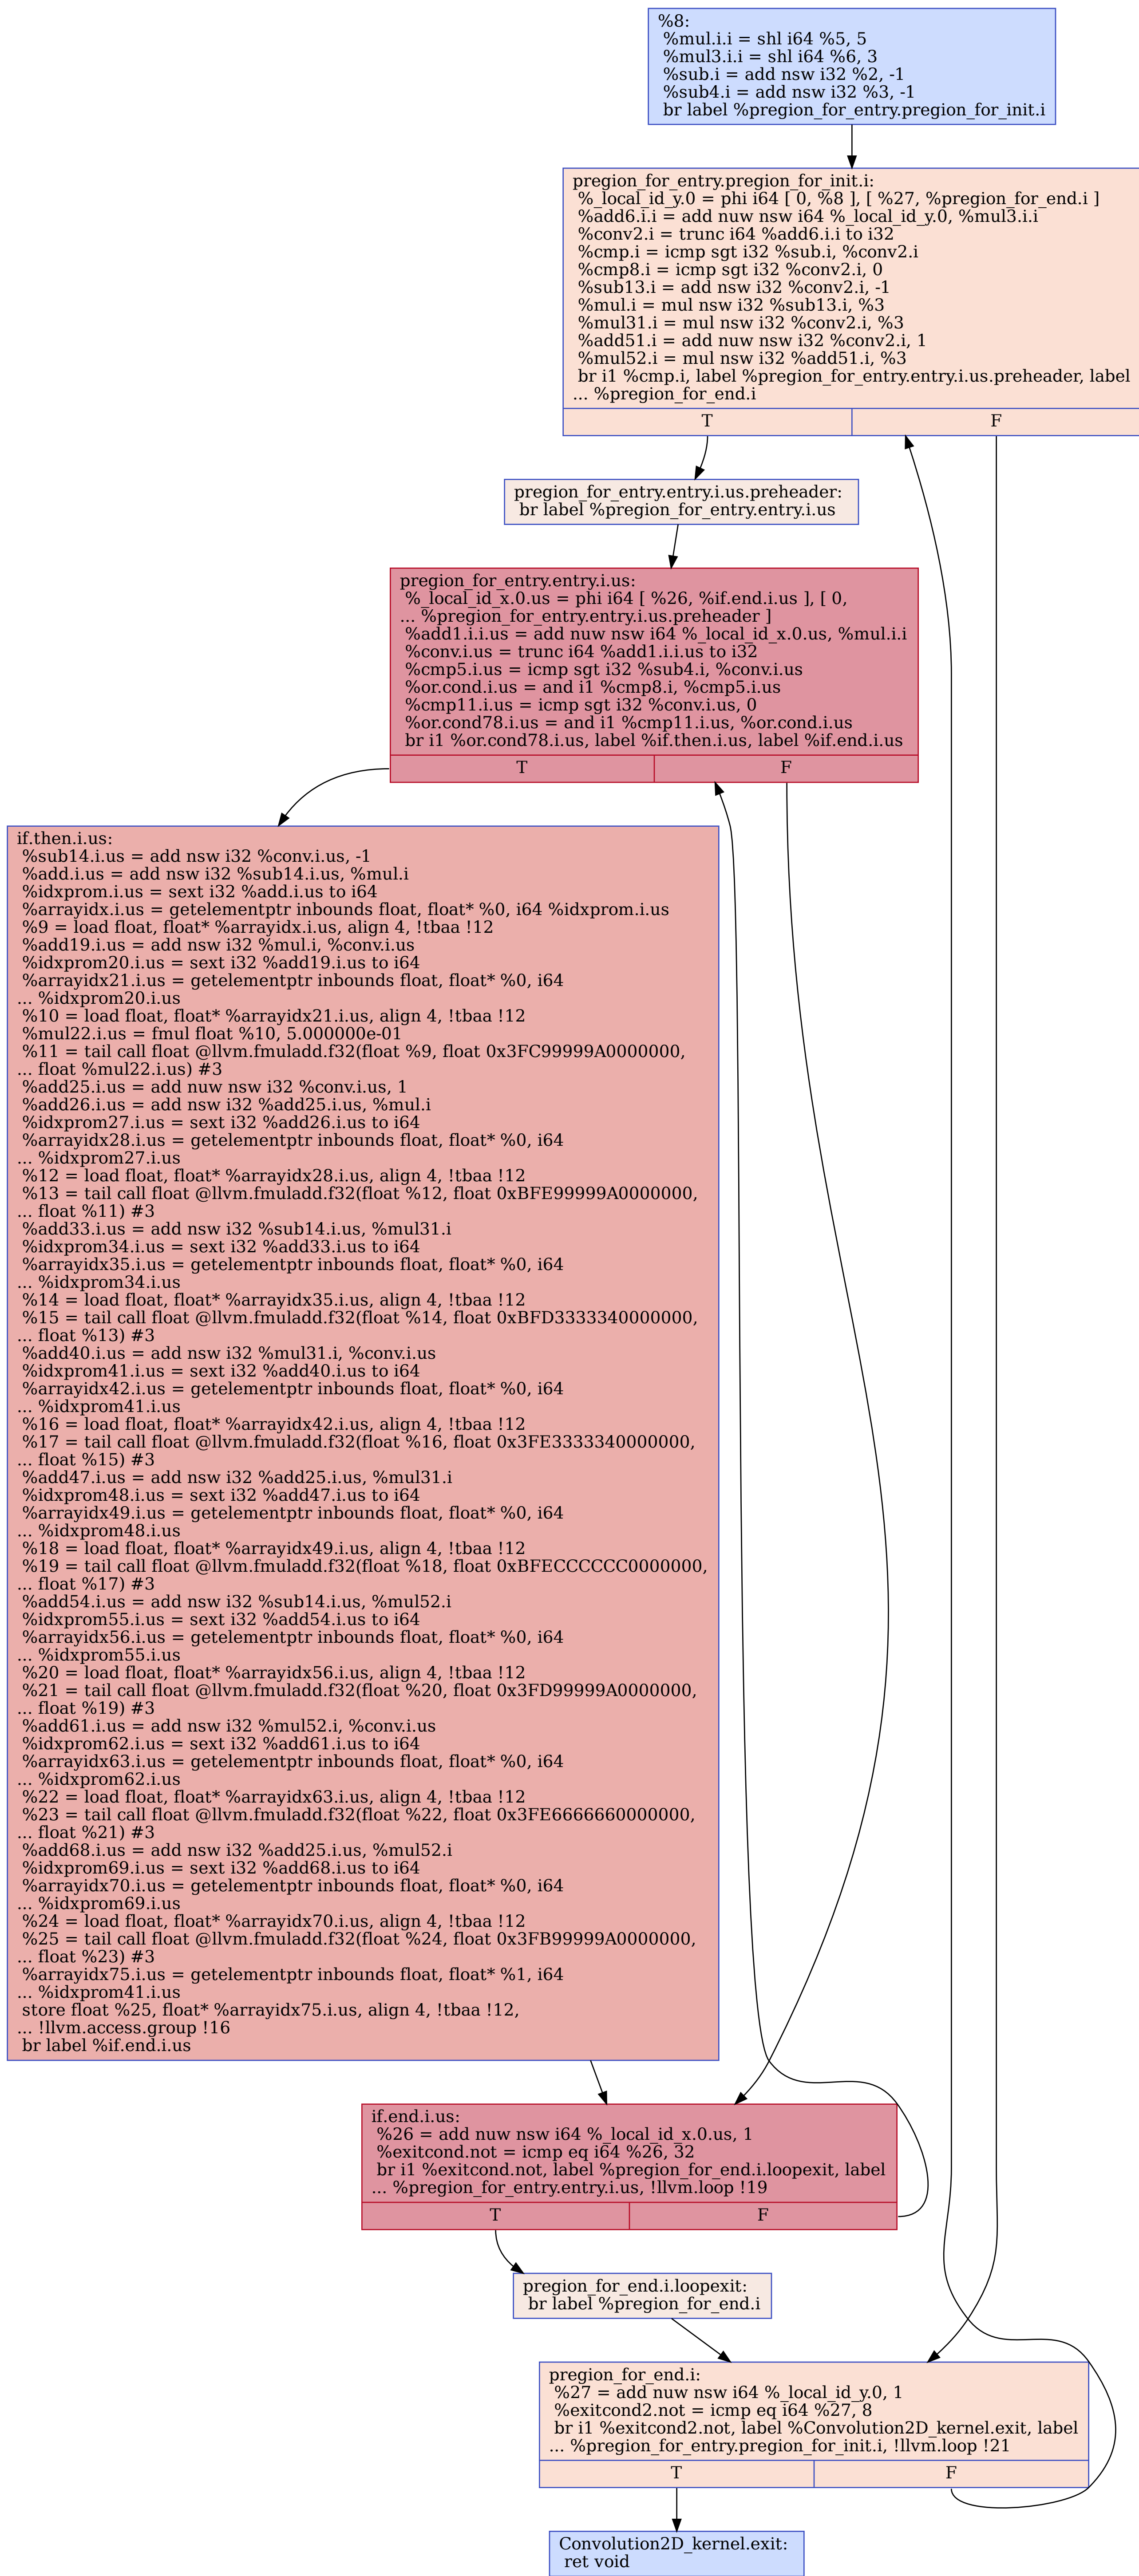 %8:
%mul.i.i = shl i64 %5, 5
%mul3.i.i = shl i64 %6, 3
%sub.i = add nsw i32 %2, -1
%sub4.i = add nsw i32 %3, -1
br label %pregion_for_entry.pregion_for_init.i
pregion_for_entry.pregion_for_init.i:
%_local_id_y.0 = phi i64 [ 0, %8 ], [ %27, %pregion_for_end.i ]
%add6.i.i = add nuw nsw i64 %_local_id_y.0, %mul3.i.i
%conv2.i = trunc i64 %add6.i.i to i32
%cmp.i = icmp sgt i32 %sub.i, %conv2.i
%cmp8.i = icmp sgt i32 %conv2.i, 0
%sub13.i = add nsw i32 %conv2.i, -1
%mul.i = mul nsw i32 %sub13.i, %3
%mul31.i = mul nsw i32 %conv2.i, %3
%add51.i = add nuw nsw i32 %conv2.i, 1
%mul52.i = mul nsw i32 %add51.i, %3
br i1 %cmp.i, label %pregion_for_entry.entry.i.us.preheader, label
... %pregion_for_end.i
T F
pregion_for_entry.entry.i.us.preheader:
br label %pregion_for_entry.entry.i.us
pregion_for_entry.entry.i.us:
%_local_id_x.0.us = phi i64 [ %26, %if.end.i.us ], [ 0,
... %pregion_for_entry.entry.i.us.preheader ]
%add1.i.i.us = add nuw nsw i64 %_local_id_x.0.us, %mul.i.i
%conv.i.us = trunc i64 %add1.i.i.us to i32
%cmp5.i.us = icmp sgt i32 %sub4.i, %conv.i.us
%or.cond.i.us = and i1 %cmp8.i, %cmp5.i.us
%cmp11.i.us = icmp sgt i32 %conv.i.us, 0
%or.cond78.i.us = and i1 %cmp11.i.us, %or.cond.i.us
br i1 %or.cond78.i.us, label %if.then.i.us, label %if.end.i.us
T F
if.then.i.us:
%sub14.i.us = add nsw i32 %conv.i.us, -1
%add.i.us = add nsw i32 %sub14.i.us, %mul.i
%idxprom.i.us = sext i32 %add.i.us to i64
%arrayidx.i.us = getelementptr inbounds float, float* %0, i64 %idxprom.i.us
%9 = load float, float* %arrayidx.i.us, align 4, !tbaa !12
%add19.i.us = add nsw i32 %mul.i, %conv.i.us
%idxprom20.i.us = sext i32 %add19.i.us to i64
%arrayidx21.i.us = getelementptr inbounds float, float* %0, i64
... %idxprom20.i.us
%10 = load float, float* %arrayidx21.i.us, align 4, !tbaa !12
%mul22.i.us = fmul float %10, 5.000000e-01
%11 = tail call float @llvm.fmuladd.f32(float %9, float 0x3FC99999A0000000,
... float %mul22.i.us) #3
%add25.i.us = add nuw nsw i32 %conv.i.us, 1
%add26.i.us = add nsw i32 %add25.i.us, %mul.i
%idxprom27.i.us = sext i32 %add26.i.us to i64
%arrayidx28.i.us = getelementptr inbounds float, float* %0, i64
... %idxprom27.i.us
%12 = load float, float* %arrayidx28.i.us, align 4, !tbaa !12
%13 = tail call float @llvm.fmuladd.f32(float %12, float 0xBFE99999A0000000,
... float %11) #3
%add33.i.us = add nsw i32 %sub14.i.us, %mul31.i
%idxprom34.i.us = sext i32 %add33.i.us to i64
%arrayidx35.i.us = getelementptr inbounds float, float* %0, i64
... %idxprom34.i.us
%14 = load float, float* %arrayidx35.i.us, align 4, !tbaa !12
%15 = tail call float @llvm.fmuladd.f32(float %14, float 0xBFD3333340000000,
... float %13) #3
%add40.i.us = add nsw i32 %mul31.i, %conv.i.us
%idxprom41.i.us = sext i32 %add40.i.us to i64
%arrayidx42.i.us = getelementptr inbounds float, float* %0, i64
... %idxprom41.i.us
%16 = load float, float* %arrayidx42.i.us, align 4, !tbaa !12
%17 = tail call float @llvm.fmuladd.f32(float %16, float 0x3FE3333340000000,
... float %15) #3
%add47.i.us = add nsw i32 %add25.i.us, %mul31.i
%idxprom48.i.us = sext i32 %add47.i.us to i64
%arrayidx49.i.us = getelementptr inbounds float, float* %0, i64
... %idxprom48.i.us
%18 = load float, float* %arrayidx49.i.us, align 4, !tbaa !12
%19 = tail call float @llvm.fmuladd.f32(float %18, float 0xBFECCCCCC0000000,
... float %17) #3
%add54.i.us = add nsw i32 %sub14.i.us, %mul52.i
%idxprom55.i.us = sext i32 %add54.i.us to i64
%arrayidx56.i.us = getelementptr inbounds float, float* %0, i64
... %idxprom55.i.us
%20 = load float, float* %arrayidx56.i.us, align 4, !tbaa !12
%21 = tail call float @llvm.fmuladd.f32(float %20, float 0x3FD99999A0000000,
... float %19) #3
%add61.i.us = add nsw i32 %mul52.i, %conv.i.us
%idxprom62.i.us = sext i32 %add61.i.us to i64
%arrayidx63.i.us = getelementptr inbounds float, float* %0, i64
... %idxprom62.i.us
%22 = load float, float* %arrayidx63.i.us, align 4, !tbaa !12
%23 = tail call float @llvm.fmuladd.f32(float %22, float 0x3FE6666660000000,
... float %21) #3
%add68.i.us = add nsw i32 %add25.i.us, %mul52.i
%idxprom69.i.us = sext i32 %add68.i.us to i64
%arrayidx70.i.us = getelementptr inbounds float, float* %0, i64
... %idxprom69.i.us
%24 = load float, float* %arrayidx70.i.us, align 4, !tbaa !12
%25 = tail call float @llvm.fmuladd.f32(float %24, float 0x3FB99999A0000000,
... float %23) #3
%arrayidx75.i.us = getelementptr inbounds float, float* %1, i64
... %idxprom41.i.us
store float %25, float* %arrayidx75.i.us, align 4, !tbaa !12,
... !llvm.access.group !16
br label %if.end.i.us
if.end.i.us:
%26 = add nuw nsw i64 %_local_id_x.0.us, 1
%exitcond.not = icmp eq i64 %26, 32
br i1 %exitcond.not, label %pregion_for_end.i.loopexit, label
... %pregion_for_entry.entry.i.us, !llvm.loop !19
T F
pregion_for_end.i.loopexit:
br label %pregion_for_end.i
pregion_for_end.i:
%27 = add nuw nsw i64 %_local_id_y.0, 1
%exitcond2.not = icmp eq i64 %27, 8
br i1 %exitcond2.not, label %Convolution2D_kernel.exit, label
... %pregion_for_entry.pregion_for_init.i, !llvm.loop !21
T F
Convolution2D_kernel.exit:
ret void